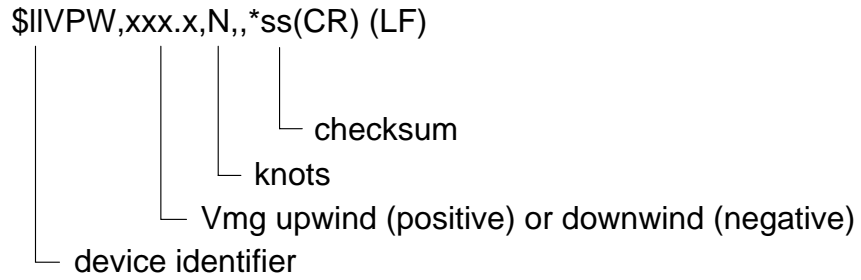 $IIVPW,xxx.x,N,,*ss(CR) (LF)
checksum
knots
Vmg upwind (positive) or downwind (negative)
device identifier